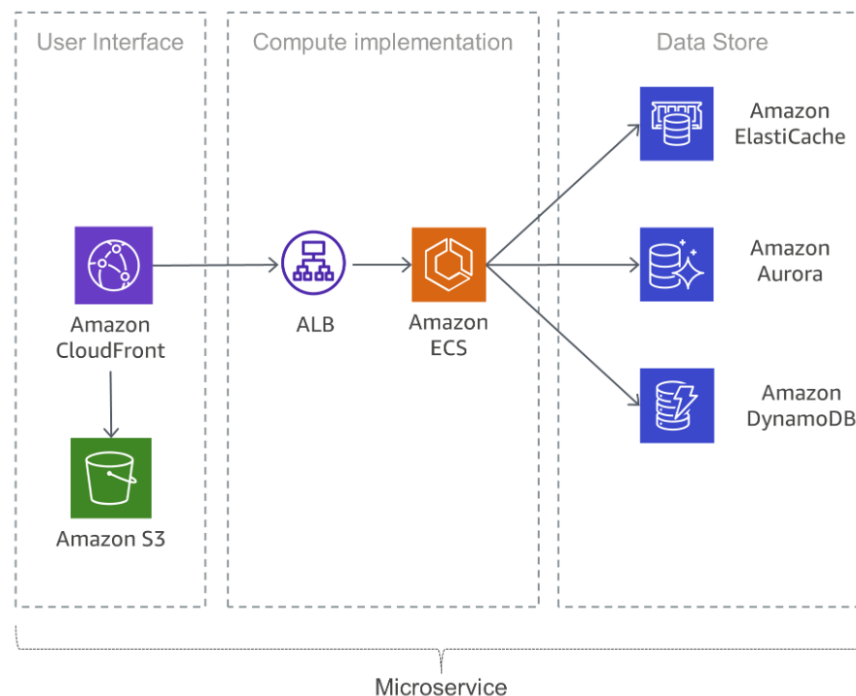 User Interface
Compute implementation
Data Store
Amazon
ElastiCache
Amazon
CloudFront
ALB
Amazon
ECS
Amazon
Aurora
Amazon
DynamoDB
Amazon S3
Microservice